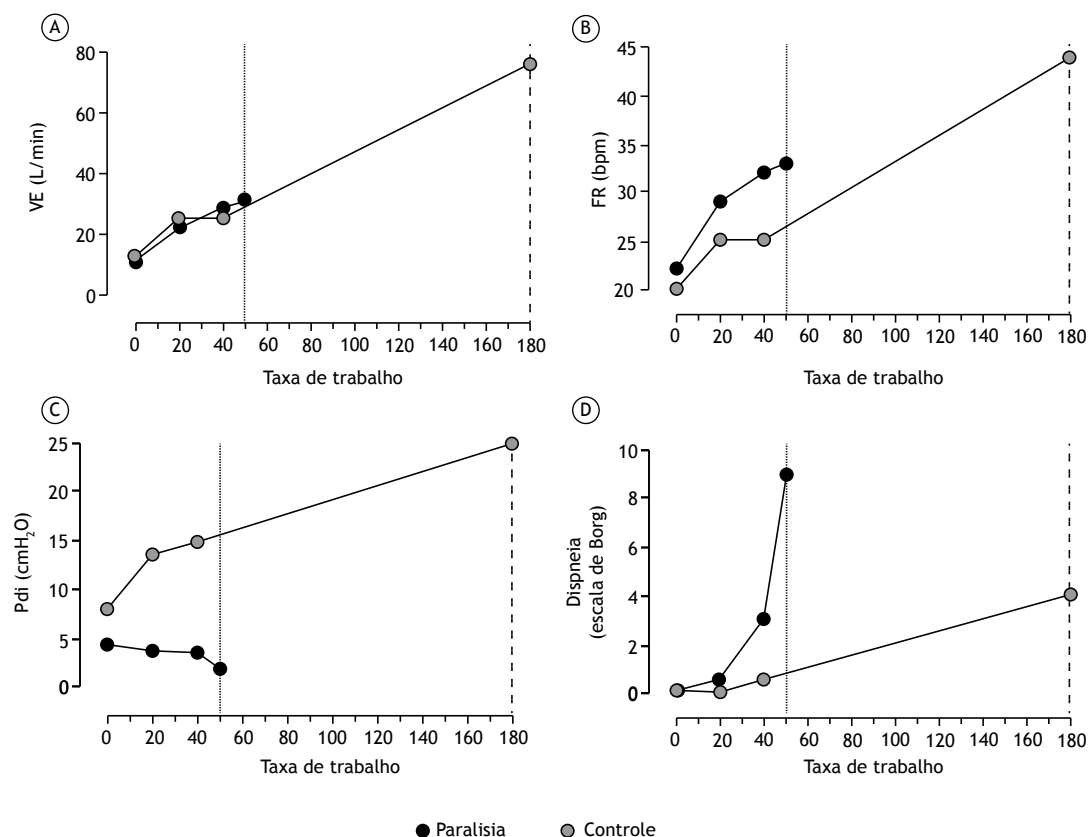 A
80
60
40
20
0
VE (L/min)
0 20 40 60 80 100 120 140 160 180
Taxa de trabalho
B
45
40
35
30
25
20
FR (bpm)
0 20 40 60 80 100 120 140 160 180
Taxa de trabalho
C
25
20
15
10
5
0
Pdi (cmH₂O)
0 20 40 60 80 100 120 140 160 180
Taxa de trabalho
D
10
8
6
4
2
0
Dispneia
(escala de Borg)
0 20 40 60 80 100 120 140 160 180
Taxa de trabalho
Paralisia Controle